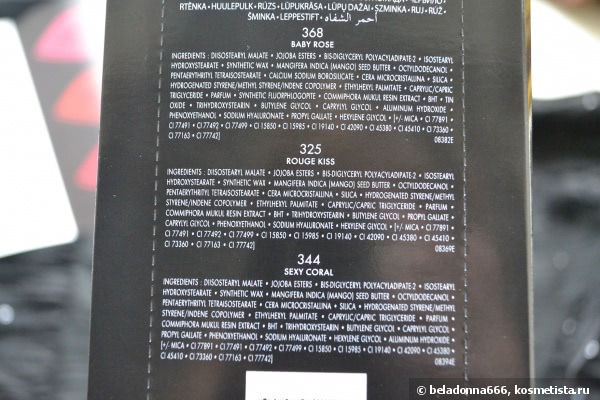 RTĒNKA • HUULEPULK • RŪZS • LŪPUKRĀSA • LŪPŲ DAŽAI • SZMINKA • RUJ • RÚŽ •
ŠMINKA • LEPPESTIFT • أحمر الشفاه
368
BABY ROSE
INGREDIENTS : DIISOSTEARYL MALATE • JOJOBA ESTERS • BIS-DIGLYCERYL POLYACYLADIPATE-2 • ISOSTEARYL
HYDROXYSTEARATE • SYNTHETIC WAX • MANGIFERA INDICA (MANGO) SEED BUTTER • OCTYLDODECANOL •
PENTAERYTHRITYL TETRAISOSTEARATE • CALCIUM SODIUM BOROSILICATE • CERA MICROCRISTALLINA • SILICA •
HYDROGENATED STYRENE/METHYL STYRENE/INDENE COPOLYMER • ETHYLHEXYL PALMITATE • CAPRYLIC/CAPRIC
TRIGLYCERIDE • PARFUM • SYNTHETIC FLUORPHLOGOPITE • COMMIPHORA MUKUL RESIN EXTRACT • BHT • TIN
OXIDE • TRIHYDROXYSTEARIN • BUTYLENE GLYCOL • CAPRYLYL GLYCOL • ALUMINUM HYDROXIDE •
PHENOXYETHANOL • SODIUM HYALURONATE • PROPYL GALLATE • HEXYLENE GLYCOL • [+/- MICA • CI 77891 •
CI 77491 • CI 77492 • CI 77499 • CI 15850 • CI 15985 • CI 19140 • CI 42090 • CI 45380 • CI 45410 • CI 73360
• CI 77163 • CI 77742]
08382E
325
ROUGE KISS
INGREDIENTS : DIISOSTEARYL MALATE • JOJOBA ESTERS • BIS-DIGLYCERYL POLYACYLADIPATE-2 • ISOSTEARYL
HYDROXYSTEARATE • SYNTHETIC WAX • MANGIFERA INDICA (MANGO) SEED BUTTER • OCTYLDODECANOL •
PENTAERYTHRITYL TETRAISOSTEARATE • CERA MICROCRISTALLINA • SILICA • HYDROGENATED STYRENE/METHYL
STYRENE/INDENE COPOLYMER • ETHYLHEXYL PALMITATE • CAPRYLIC/CAPRIC TRIGLYCERIDE • PARFUM •
COMMIPHORA MUKUL RESIN EXTRACT • BHT • TRIHYDROXYSTEARIN • BUTYLENE GLYCOL • PROPYL GALLATE •
CAPRYLYL GLYCOL • PHENOXYETHANOL • SODIUM HYALURONATE • HEXYLENE GLYCOL • [+/- MICA • CI 77891 •
CI 77491 • CI 77492 • CI 77499 • CI 15850 • CI 15985 • CI 19140 • CI 42090 • CI 45380 • CI 45410 •
CI 73360 • CI 77163 • CI 77742]
08369E
344
SEXY CORAL
INGREDIENTS : DIISOSTEARYL MALATE • JOJOBA ESTERS • BIS-DIGLYCERYL POLYACYLADIPATE-2 • ISOSTEARYL
HYDROXYSTEARATE • SYNTHETIC WAX • MANGIFERA INDICA (MANGO) SEED BUTTER • OCTYLDODECANOL •
PENTAERYTHRITYL TETRAISOSTEARATE • CERA MICROCRISTALLINA • SILICA • HYDROGENATED STYRENE/METHYL
STYRENE/INDENE COPOLYMER • ETHYLHEXYL PALMITATE • CAPRYLIC/CAPRIC TRIGLYCERIDE • PARFUM •
COMMIPHORA MUKUL RESIN EXTRACT • BHT • TRIHYDROXYSTEARIN • BUTYLENE GLYCOL • CAPRYLYL GLYCOL •
PROPYL GALLATE • PHENOXYETHANOL • SODIUM HYALURONATE • HEXYLENE GLYCOL • ALUMINUM HYDROXIDE •
[+/- MICA • CI 77891 • CI 77491 • CI 77492 • CI 77499 • CI 15850 • CI 15985 • CI 19140 • CI 42090 • CI 45380
CI 45410 • CI 73360 • CI 77163 • CI 77742]
08394E
© beladonna666, kosmetista.ru